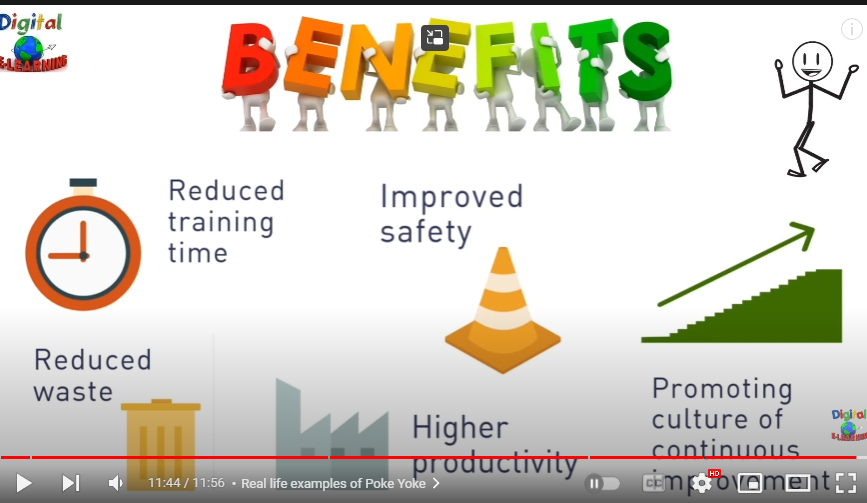 Digital
E-LEARNING
BENEFITS
Reduced
training
time
Improved
safety
Reduced
waste
Higher
productivity
Promoting
culture of
continuous
improvement
Digital
E-LEARNING
11:44 / 11:56 • Real life examples of Poke Yoke
CC
HD